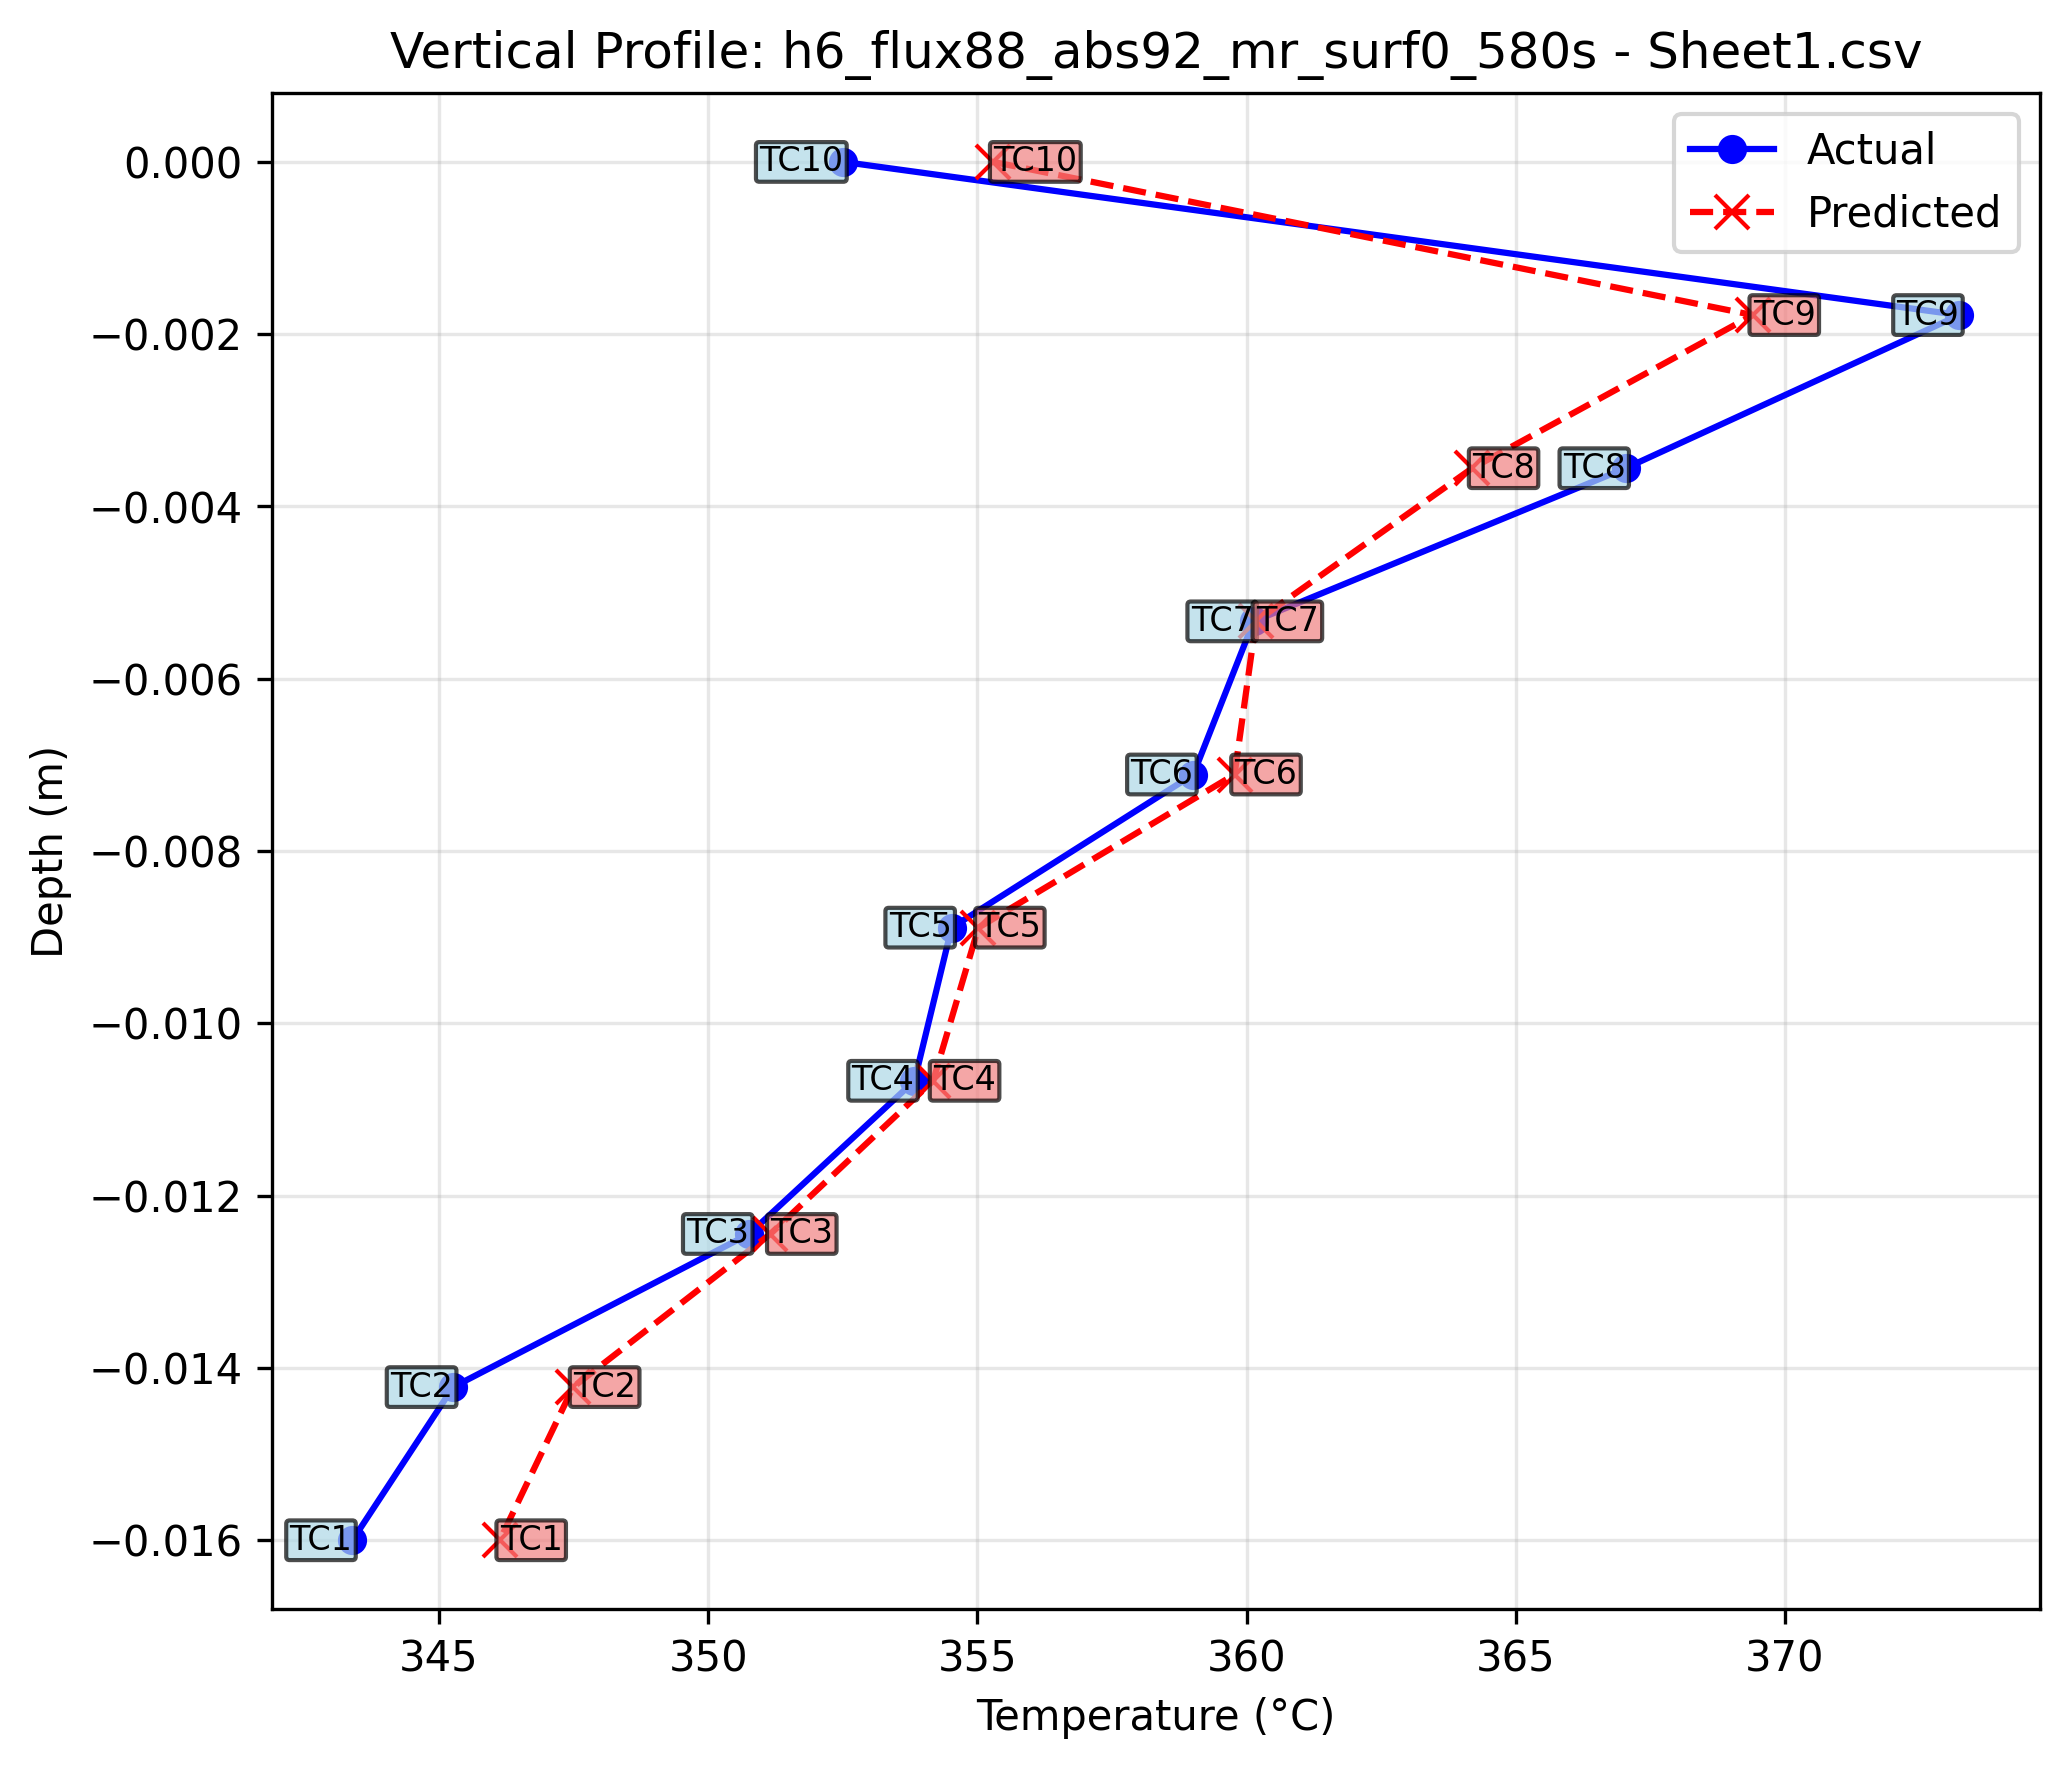 Vertical Profile: h6_flux88_abs92_mr_surf0_580s - Sheet1.csv
Actual
Predicted
0.000
−0.002
−0.004
−0.006
−0.008
−0.010
−0.012
−0.014
−0.016
Depth (m)
TC10 TC10
TC9 TC9
TC8 TC8
TC7 TC7
TC6 TC6
TC5 TC5
TC4 TC4
TC3 TC3
TC2 TC2
TC1 TC1
345 350 355 360 365 370
Temperature (°C)